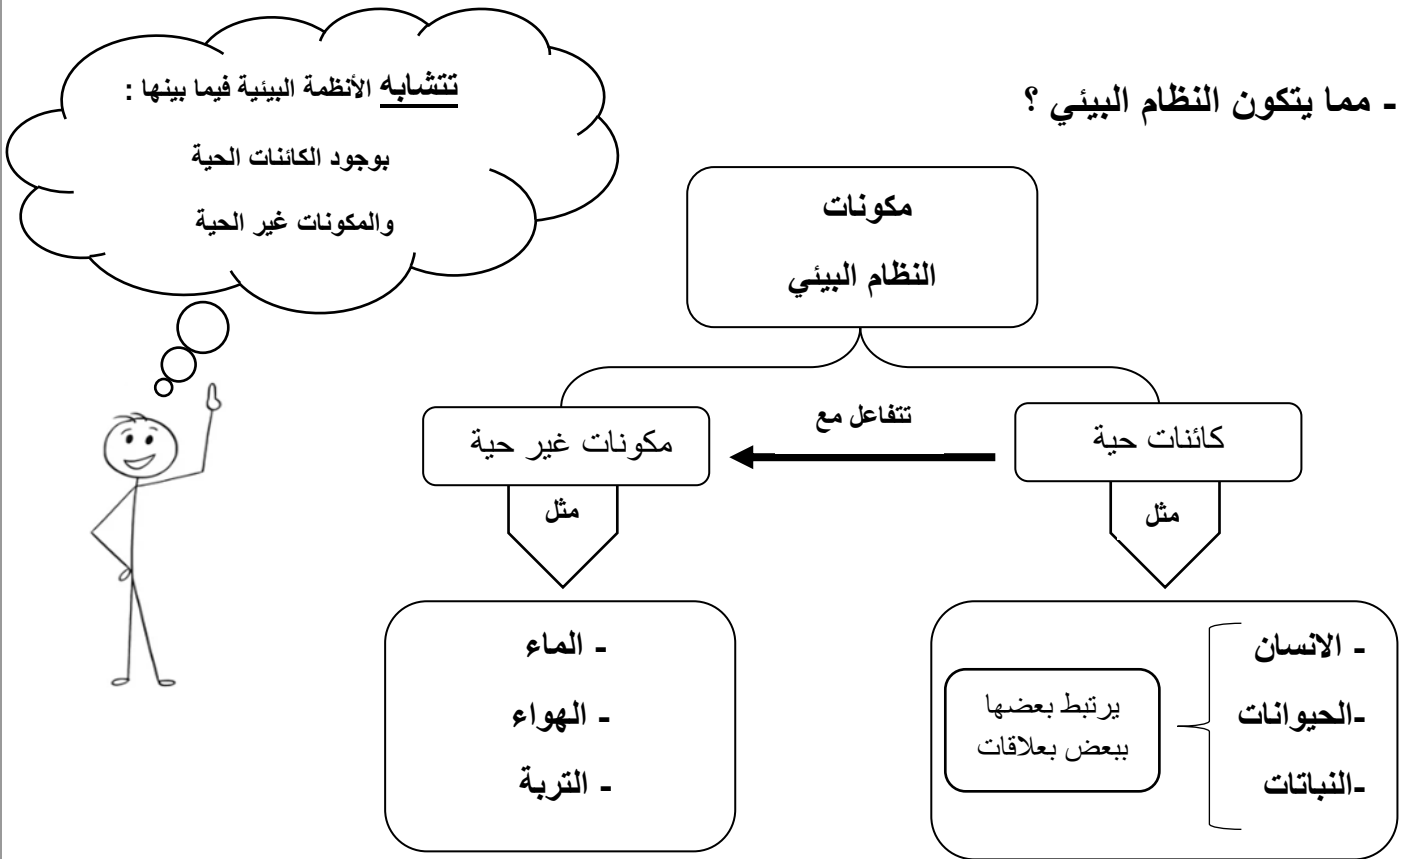 - مما يتكون النظام البيئي ؟
تتشابه الأنظمة البيئية فيما بينها :
بوجود الكائنات الحية
والمكونات غير الحية
مكونات
النظام البيئي
كائنات حية
تتفاعل مع
مكونات غير حية
مثل
مثل
- الانسان
-الحيوانات
-النباتات
يرتبط بعضها
ببعض بعلاقات
- الماء
- الهواء
- التربة